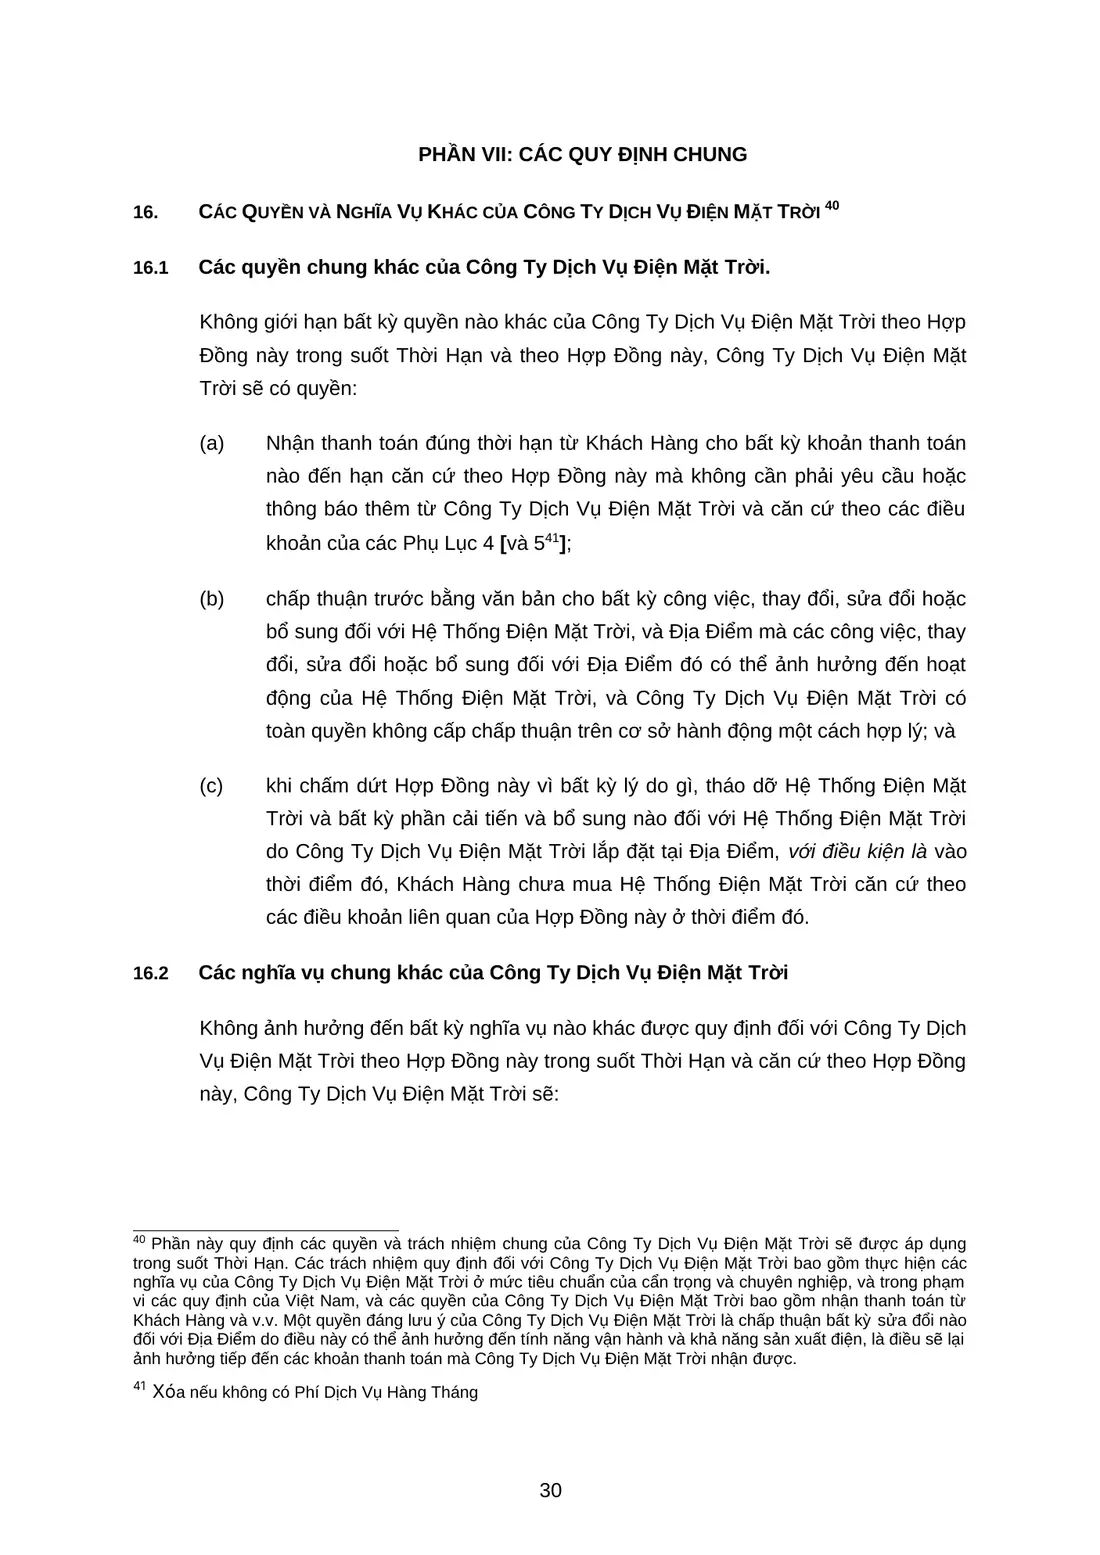 PHẦN VII: CÁC QUY ĐỊNH CHUNG
16. CÁC QUYỀN VÀ NGHĨA VỤ KHÁC CỦA CÔNG TY DỊCH VỤ ĐIỆN MẶT TRỜI 40
16.1 Các quyền chung khác của Công Ty Dịch Vụ Điện Mặt Trời.
Không giới hạn bất kỳ quyền nào khác của Công Ty Dịch Vụ Điện Mặt Trời theo Hợp
Đồng này trong suốt Thời Hạn và theo Hợp Đồng này, Công Ty Dịch Vụ Điện Mặt
Trời sẽ có quyền:
(a) Nhận thanh toán đúng thời hạn từ Khách Hàng cho bất kỳ khoản thanh toán
nào đến hạn căn cứ theo Hợp Đồng này mà không cần phải yêu cầu hoặc
thông báo thêm từ Công Ty Dịch Vụ Điện Mặt Trời và căn cứ theo các điều
khoản của các Phụ Lục 4 [và 541];
(b) chấp thuận trước bằng văn bản cho bất kỳ công việc, thay đổi, sửa đổi hoặc
bổ sung đối với Hệ Thống Điện Mặt Trời, và Địa Điểm mà các công việc, thay
đổi, sửa đổi hoặc bổ sung đối với Địa Điểm đó có thể ảnh hưởng đến hoạt
động của Hệ Thống Điện Mặt Trời, và Công Ty Dịch Vụ Điện Mặt Trời có
toàn quyền không cấp chấp thuận trên cơ sở hành động một cách hợp lý; và
(c) khi chấm dứt Hợp Đồng này vì bất kỳ lý do gì, tháo dỡ Hệ Thống Điện Mặt
Trời và bất kỳ phần cải tiến và bổ sung nào đối với Hệ Thống Điện Mặt Trời
do Công Ty Dịch Vụ Điện Mặt Trời lắp đặt tại Địa Điểm, với điều kiện là vào
thời điểm đó, Khách Hàng chưa mua Hệ Thống Điện Mặt Trời căn cứ theo
các điều khoản liên quan của Hợp Đồng này ở thời điểm đó.
16.2 Các nghĩa vụ chung khác của Công Ty Dịch Vụ Điện Mặt Trời
Không ảnh hưởng đến bất kỳ nghĩa vụ nào khác được quy định đối với Công Ty Dịch
Vụ Điện Mặt Trời theo Hợp Đồng này trong suốt Thời Hạn và căn cứ theo Hợp Đồng
này, Công Ty Dịch Vụ Điện Mặt Trời sẽ:
40 Phần này quy định các quyền và trách nhiệm chung của Công Ty Dịch Vụ Điện Mặt Trời sẽ được áp dụng
trong suốt Thời Hạn. Các trách nhiệm quy định đối với Công Ty Dịch Vụ Điện Mặt Trời bao gồm thực hiện các
nghĩa vụ của Công Ty Dịch Vụ Điện Mặt Trời ở mức tiêu chuẩn của cẩn trọng và chuyên nghiệp, và trong phạm
vi các quy định của Việt Nam, và các quyền của Công Ty Dịch Vụ Điện Mặt Trời bao gồm nhận thanh toán từ
Khách Hàng và v.v. Một quyền đáng lưu ý của Công Ty Dịch Vụ Điện Mặt Trời là chấp thuận bất kỳ sửa đổi nào
đối với Địa Điểm do điều này có thể ảnh hưởng đến tính năng vận hành và khả năng sản xuất điện, là điều sẽ lại
ảnh hưởng tiếp đến các khoản thanh toán mà Công Ty Dịch Vụ Điện Mặt Trời nhận được.
41 Xóa nếu không có Phí Dịch Vụ Hàng Tháng
30